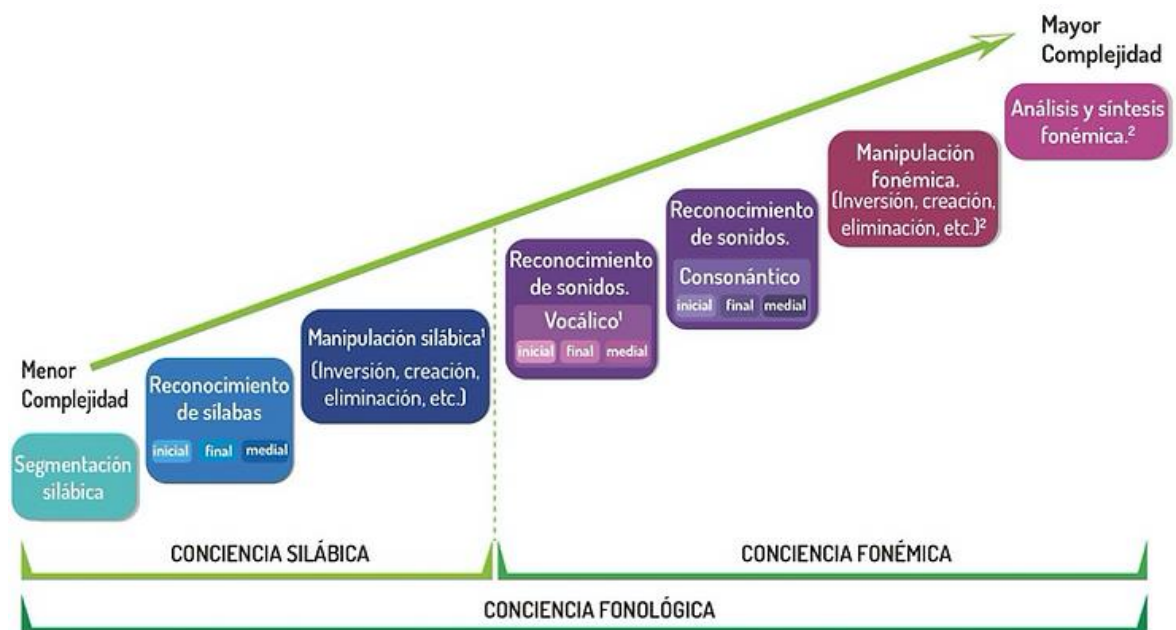 Mayor
Complejidad
Análisis y síntesis
fonémica.²
Manipulación
fonémica.
(Inversión, creación,
eliminación, etc.)²
Reconocimiento
de sonidos.
Consonántico
inicial final medial
Reconocimiento
de sonidos.
Vocálico¹
inicial final medial
Manipulación silábica¹
(Inversión, creación,
eliminación, etc.)
Menor
Complejidad
Reconocimiento
de sílabas
inicial final medial
Segmentación
silábica
CONCIENCIA SILÁBICA
CONCIENCIA FONÉMICA
CONCIENCIA FONOLÓGICA